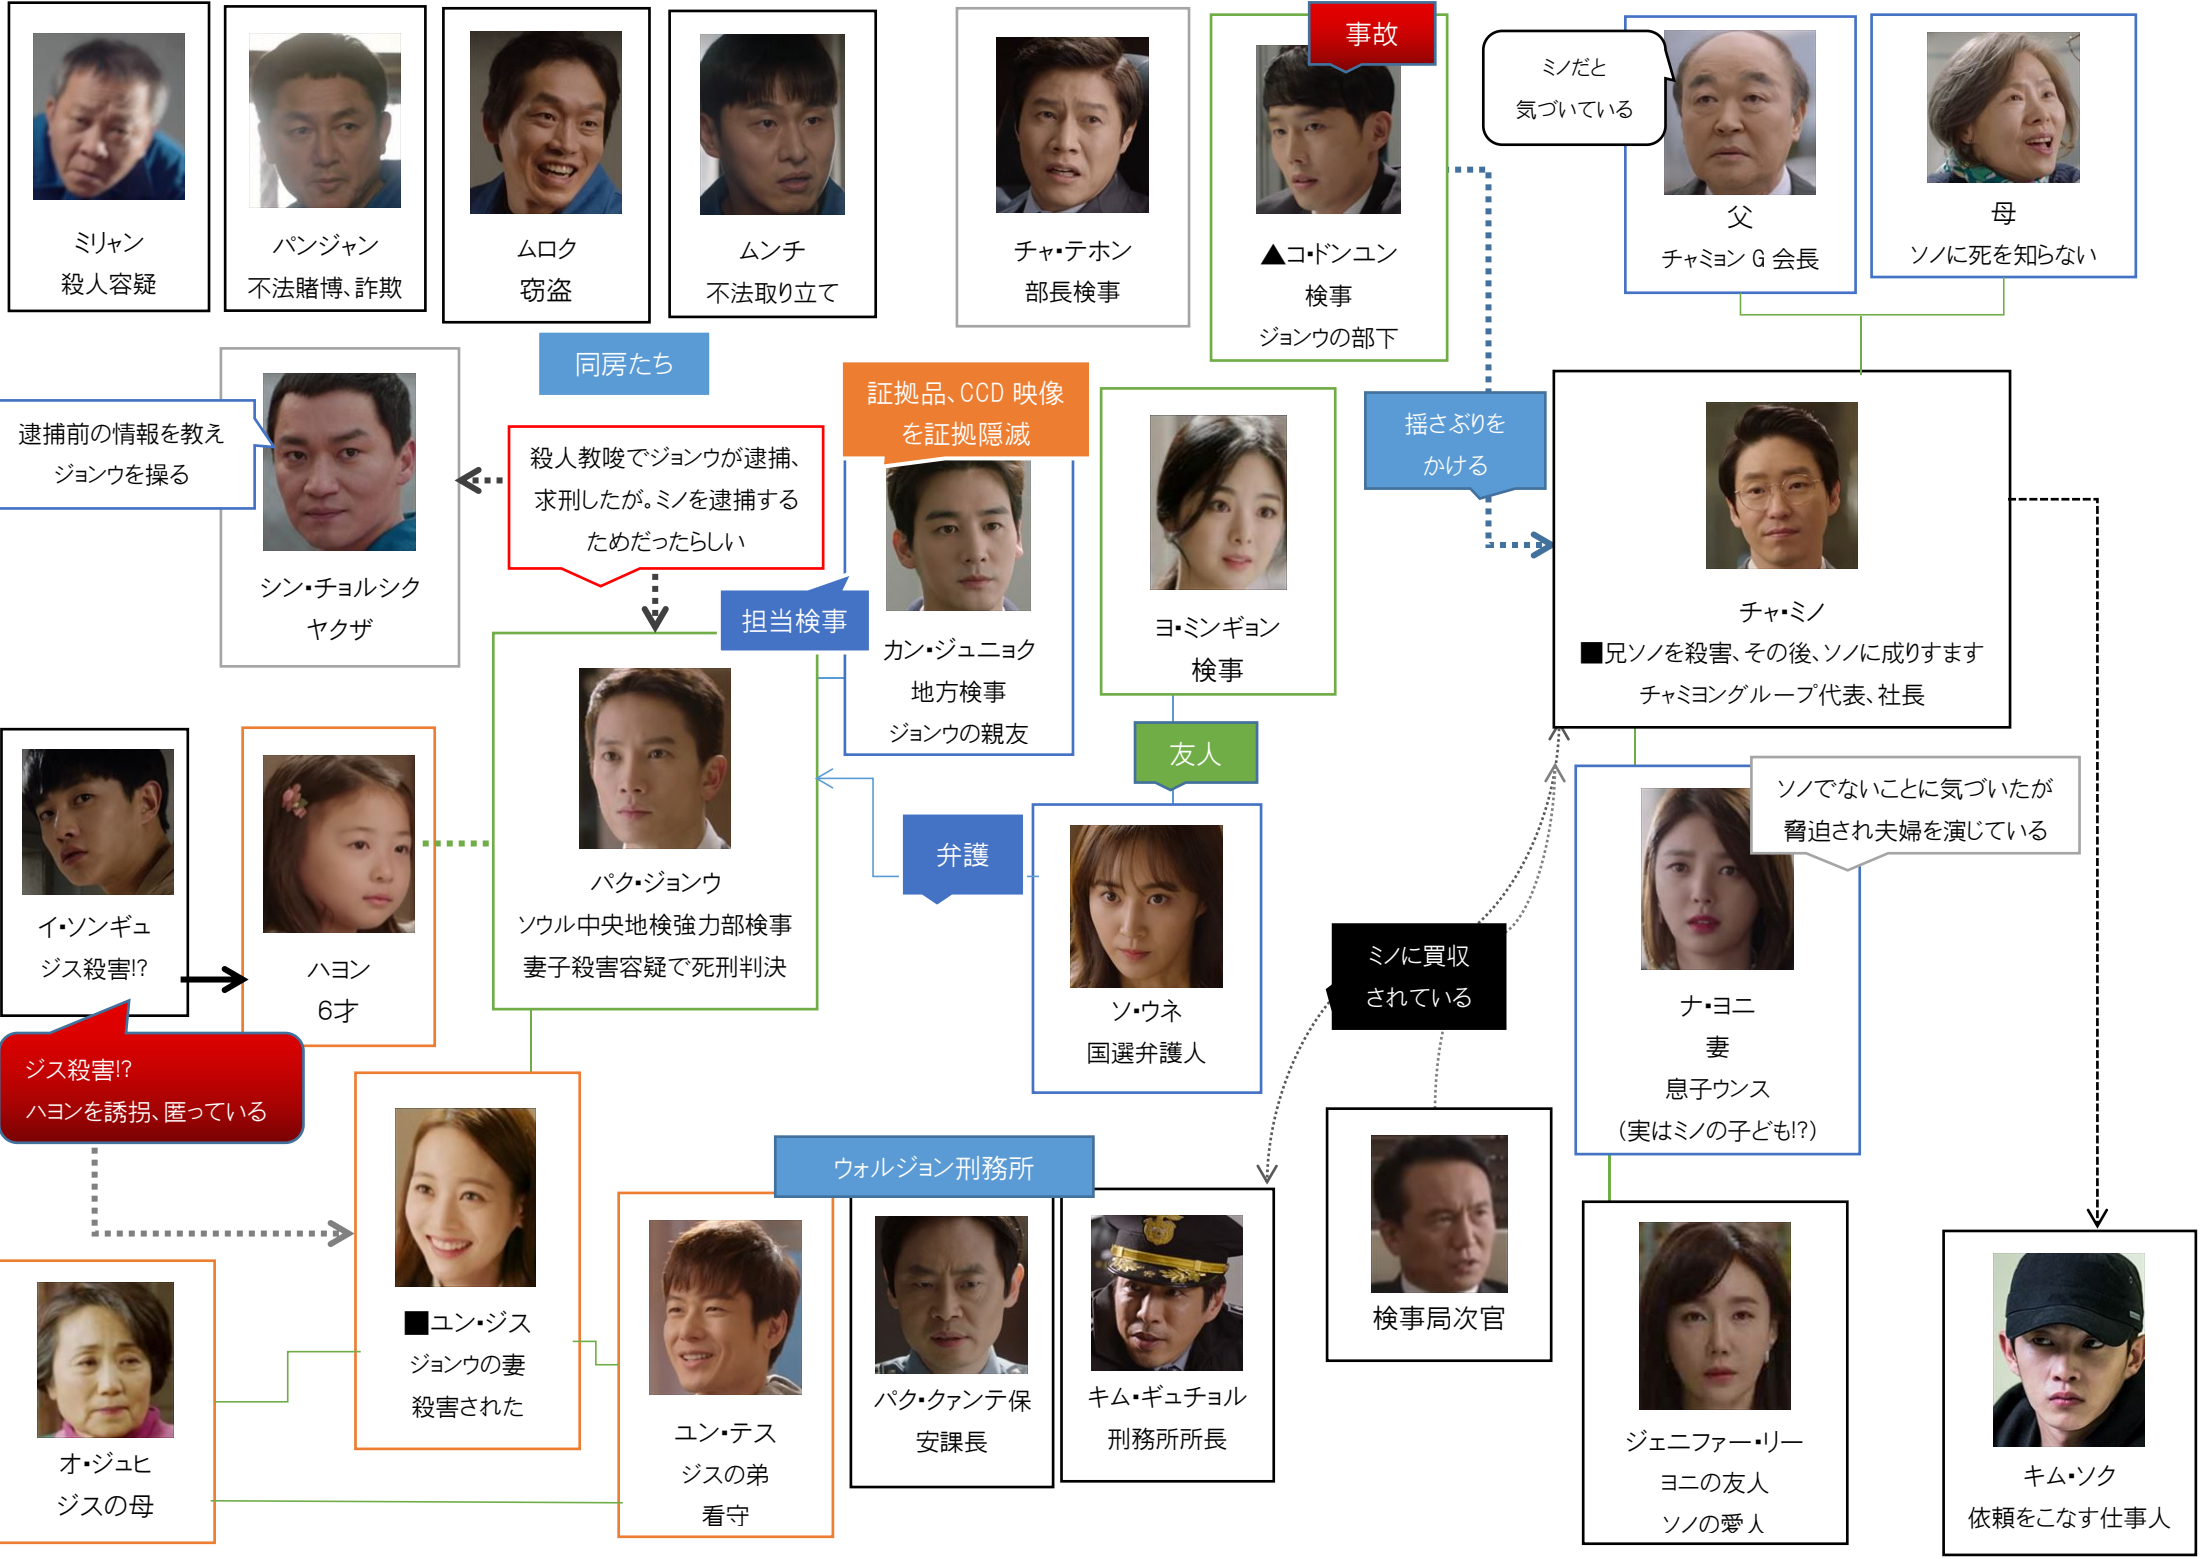 ミリャン
殺人容疑
パンジャン
不法賭博、詐欺
ムロク
窃盗
ムンチ
不法取り立て
同房たち
チャ・テホン
部長検事
事故
▲コ・ドンユン
検事
ジョンウの部下
ミノだと
気づいている
父
チャミョン G 会長
母
ソノに死を知らない
逮捕前の情報を教え
ジョンウを操る
シン・チョルシク
ヤクザ
殺人教唆でジョンウが逮捕、
求刑したが。ミノを逮捕する
ためだったらしい
証拠品、CCD 映像
を証拠隠滅
担当検事
カン・ジュニョク
地方検事
ジョンウの親友
ヨ・ミンギョン
検事
友人
揺さぶりを
かける
チャ・ミノ
■兄ソノを殺害、その後、ソノに成りすます
チャミョングループ代表、社長
イ・ソンギュ
ジス殺害!?
ハヨン
6才
パク・ジョンウ
ソウル中央地検強力部検事
妻子殺害容疑で死刑判決
弁護
ソ・ウネ
国選弁護人
ソノでないことに気づいたが
脅迫され夫婦を演じている
ナ・ヨニ
妻
息子ウンス
(実はミノの子ども!?)
ミノに買収
されている
ジス殺害!?
ハヨンを誘拐、匿っている
ウォルジョン刑務所
オ・ジュヒ
ジスの母
■ユン・ジス
ジョンウの妻
殺害された
ユン・テス
ジスの弟
看守
パク・クァンテ保
安課長
キム・ギュチョル
刑務所所長
検事局次官
ジェニファー・リー
ヨニの友人
ソノの愛人
キム・ソク
依頼をこなす仕事人